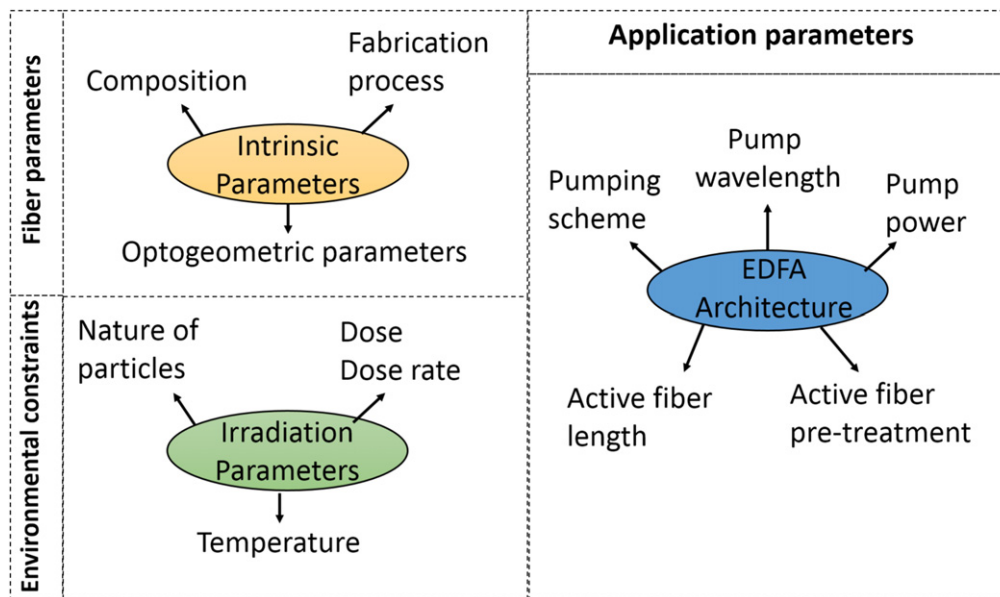 Fiber parameters
Composition
Fabrication
process
Intrinsic
Parameters
Optogeometric parameters
Environmental constraints
Nature of
particles
Dose
Dose rate
Irradiation
Parameters
Temperature
Application parameters
Pumping
scheme
Pump
wavelength
Pump
power
EDFA
Architecture
Active fiber
length
Active fiber
pre-treatment